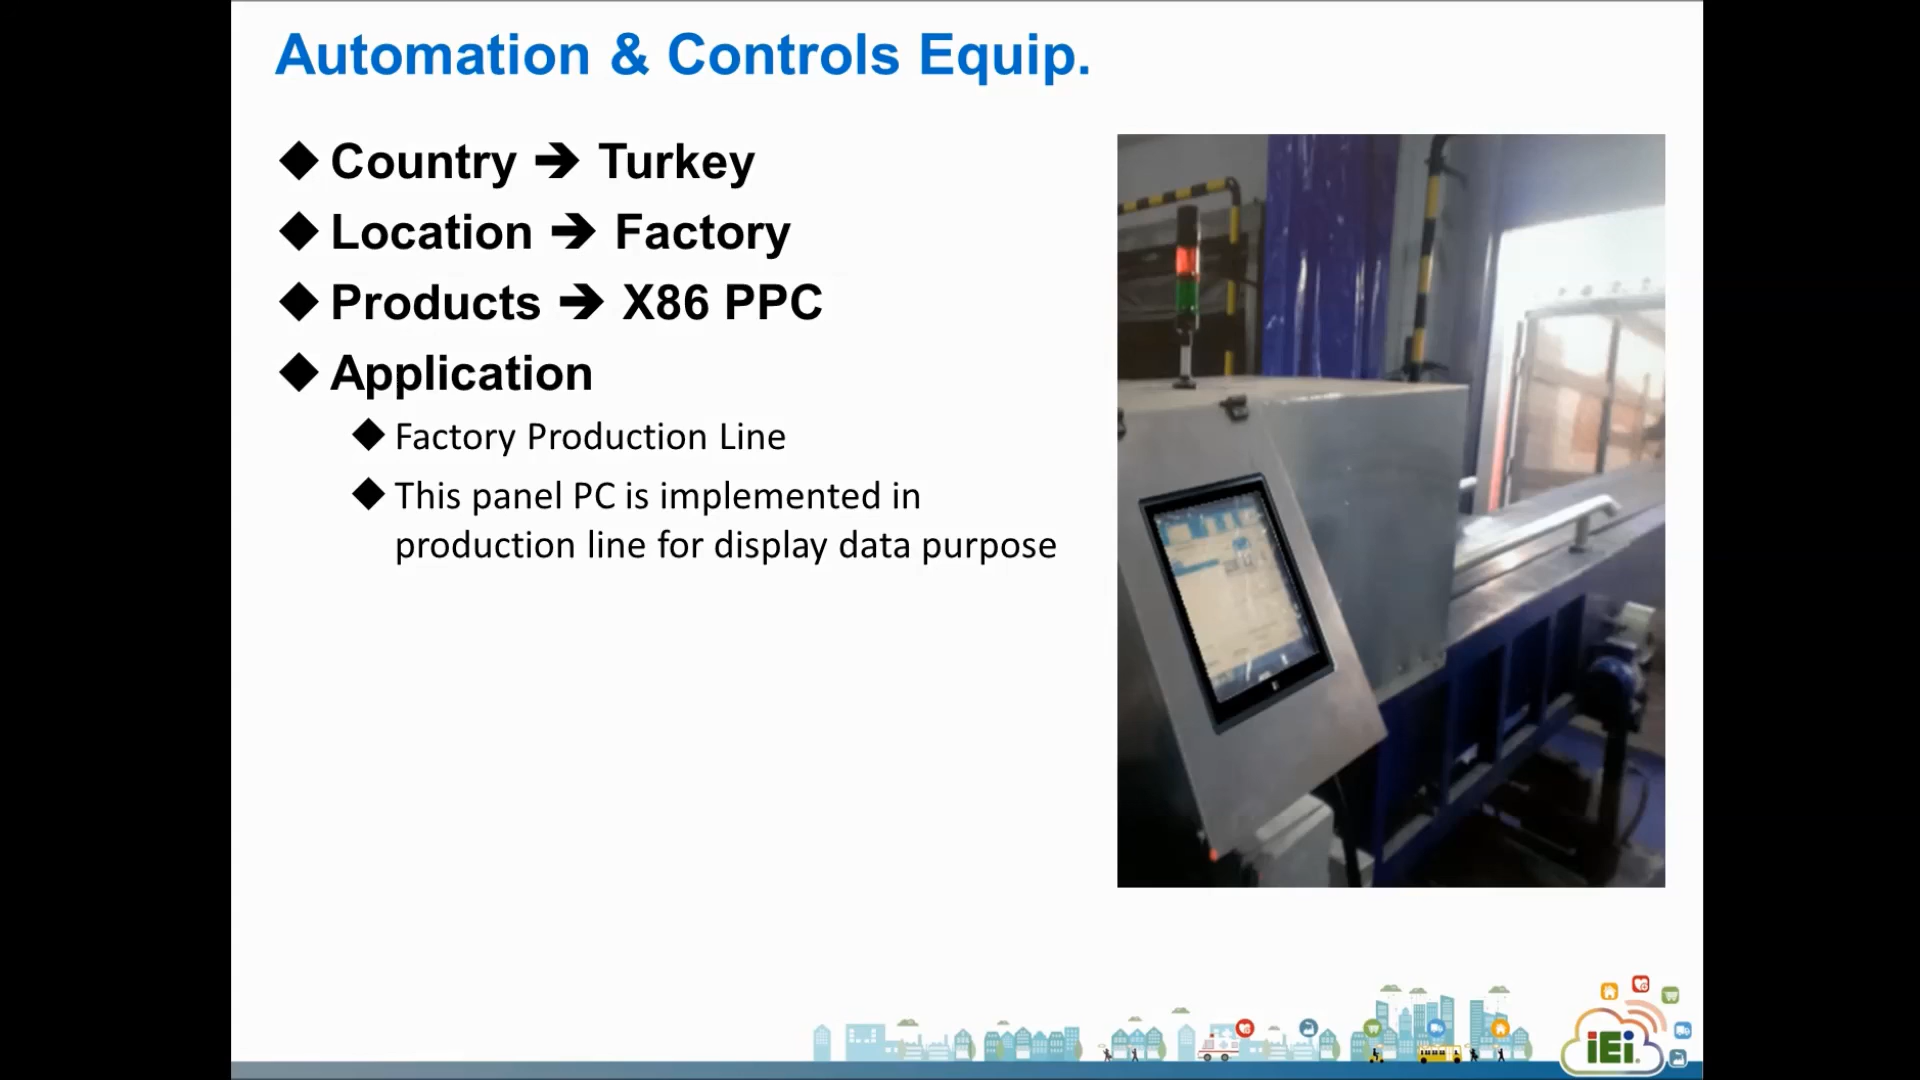 Automation & Controls Equip.
◆ Country ➔ Turkey
◆ Location ➔ Factory
◆ Products ➔ X86 PPC
◆ Application
◆ Factory Production Line
◆ This panel PC is implemented in
production line for display data purpose
iEi